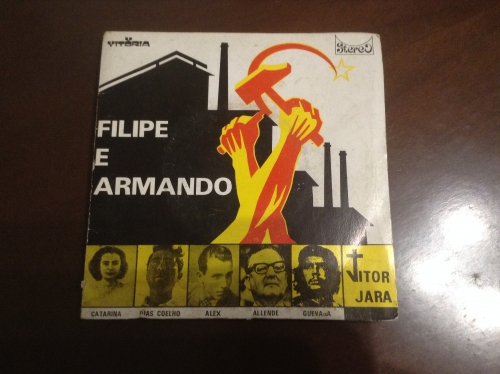 VITÓRIA
Stereo
FILIPE
E
ARMANDO
VITOR
JARA
CATARINA DIAS COELHO ALEX ALLENDE GUEVARA